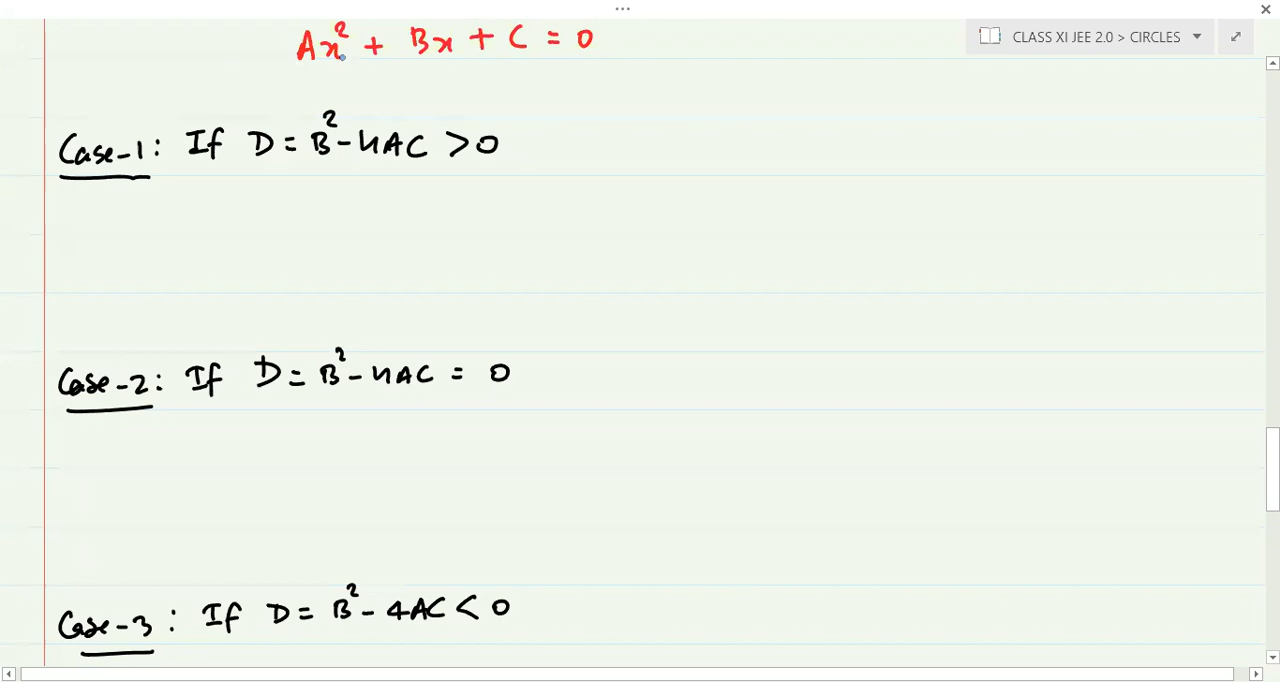 Ax² + Bx + C = 0
CLASS XI JEE 2.0 > CIRCLES
Case-1: If D = B² - 4AC > 0
Case-2: If D = B² - 4AC = 0
Case-3: If D = B² - 4AC < 0